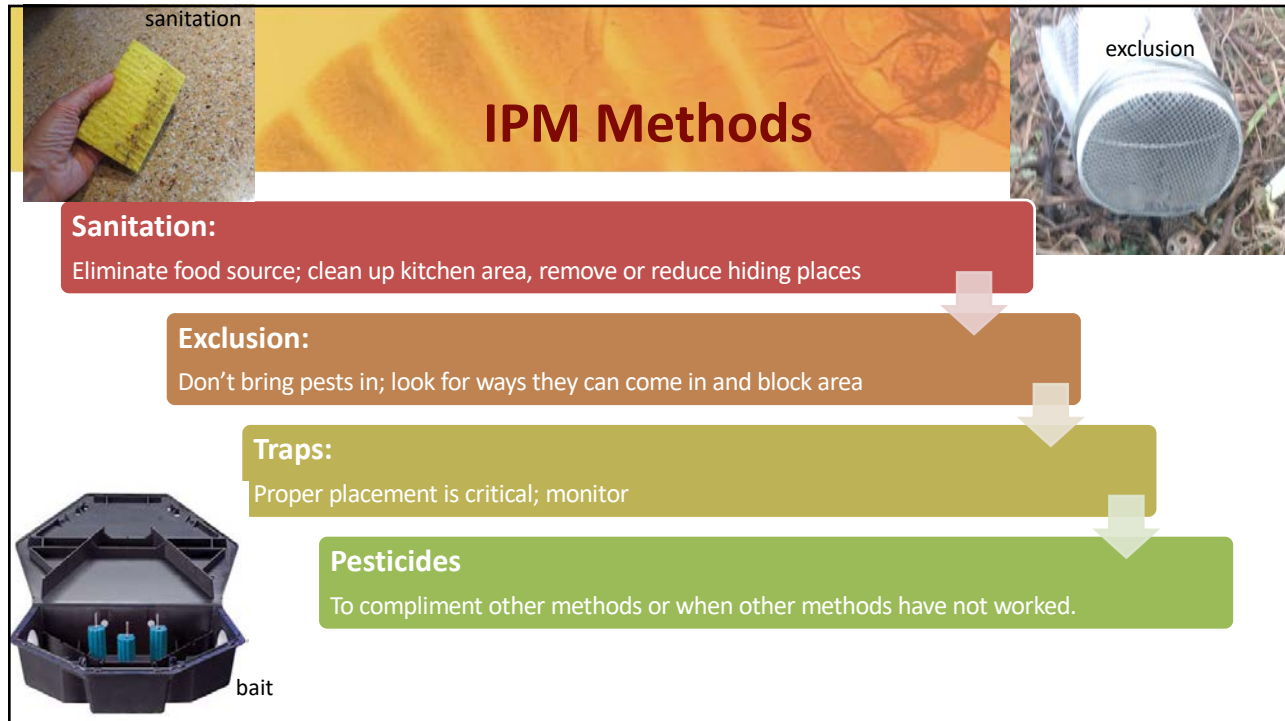 sanitation
exclusion
IPM Methods
Sanitation:
Eliminate food source; clean up kitchen area, remove or reduce hiding places
Exclusion:
Don’t bring pests in; look for ways they can come in and block area
Traps:
Proper placement is critical; monitor
Pesticides
To compliment other methods or when other methods have not worked.
bait